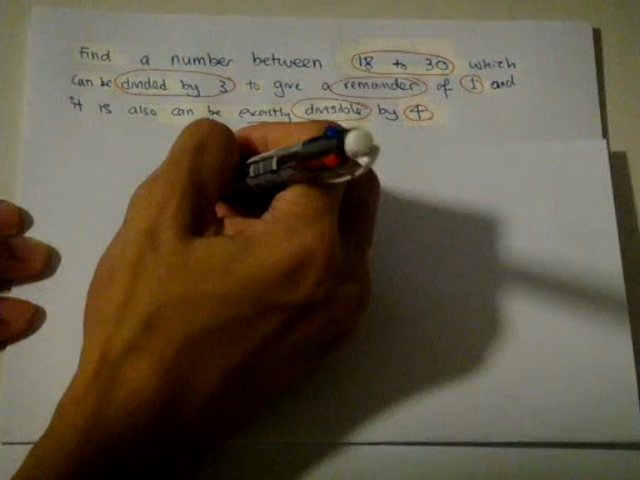 Find a number between 18 to 30 which
can be divided by 3 to give a remainder of 1 and
it is also can be exactly divisible by 4